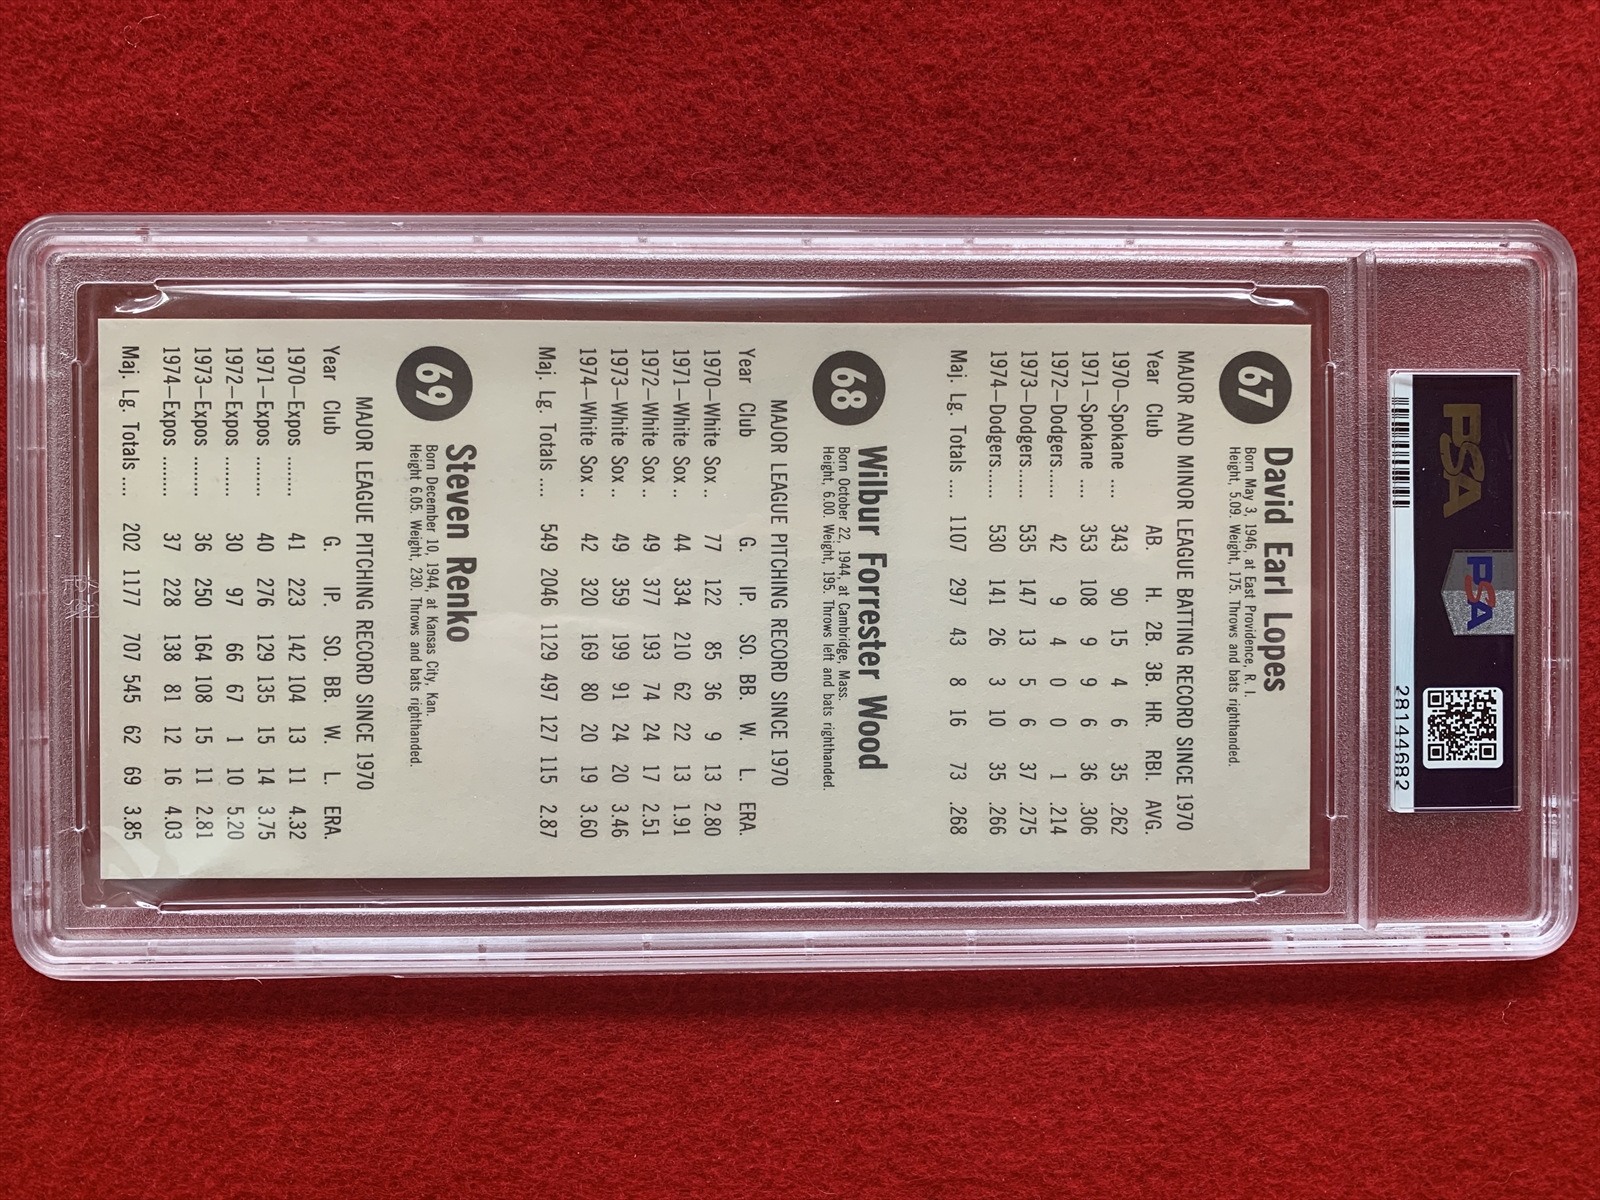 PSA
PSA
28144682
67
David Earl Lopes
Born May 3, 1946, at East Providence, R. I.
Height, 5.09. Weight, 175. Throws and bats righthanded.
MAJOR AND MINOR LEAGUE BATTING RECORD SINCE 1970
Year Club AB. H. 2B. 3B. HR. RBI. AVG.
1970—Spokane .... 343 90 15 4 6 35 .262
1971—Spokane .... 353 108 9 9 6 36 .306
1972—Dodgers...... 42 9 4 0 0 1 .214
1973—Dodgers...... 535 147 13 5 6 37 .275
1974—Dodgers...... 530 141 26 3 10 35 .266
Maj. Lg. Totals .... 1107 297 43 8 16 73 .268
68
Wilbur Forrester Wood
Born October 22, 1944, at Cambridge, Mass.
Height, 6.00. Weight, 195. Throws left and bats righthanded.
MAJOR LEAGUE PITCHING RECORD SINCE 1970
Year Club G. IP. SO. BB. W. L. ERA.
1970—White Sox .. 77 122 85 36 9 13 2.80
1971—White Sox .. 44 334 210 62 22 13 1.91
1972—White Sox .. 49 377 193 74 24 17 2.51
1973—White Sox .. 49 359 199 91 24 20 3.46
1974—White Sox .. 42 320 169 80 20 19 3.60
Maj. Lg. Totals .... 549 2046 1129 497 127 115 2.87
69
Steven Renko
Born December 10, 1944, at Kansas City, Kan.
Height 6.05. Weight, 230. Throws and bats righthanded.
MAJOR LEAGUE PITCHING RECORD SINCE 1970
Year Club G. IP. SO. BB. W. L. ERA.
1970—Expos ........ 41 223 142 104 13 11 4.32
1971—Expos ........ 40 276 129 135 15 14 3.75
1972—Expos ........ 30 97 66 67 1 10 5.20
1973—Expos ........ 36 250 164 108 15 11 2.81
1974—Expos ........ 37 228 138 81 12 16 4.03
Maj. Lg. Totals .... 202 1177 707 545 62 69 3.85